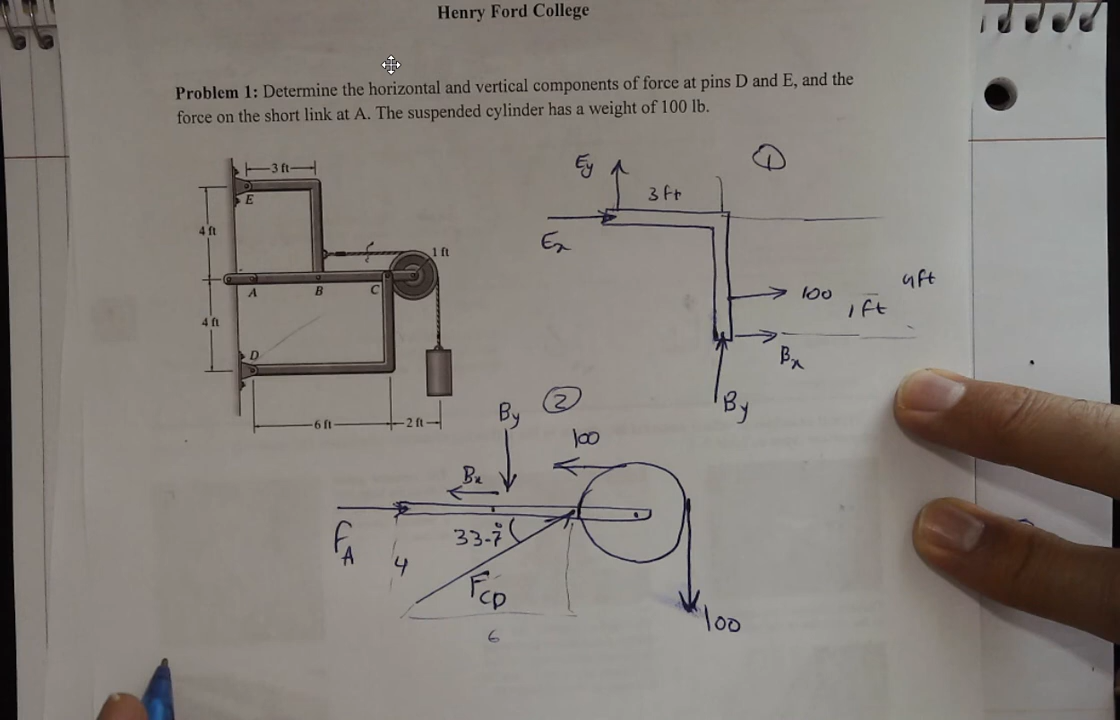 Henry Ford College
Problem 1: Determine the horizontal and vertical components of force at pins D and E, and the
force on the short link at A. The suspended cylinder has a weight of 100 lb.
3 ft
E
4 ft
1 ft
A
B
C
4 ft
D
6 ft
2 ft
Ey
3 ft
1
Ex
100
1 ft
4ft
Bx
By
2
By
100
Bx
FA
33.7°
4
FCD
6
100